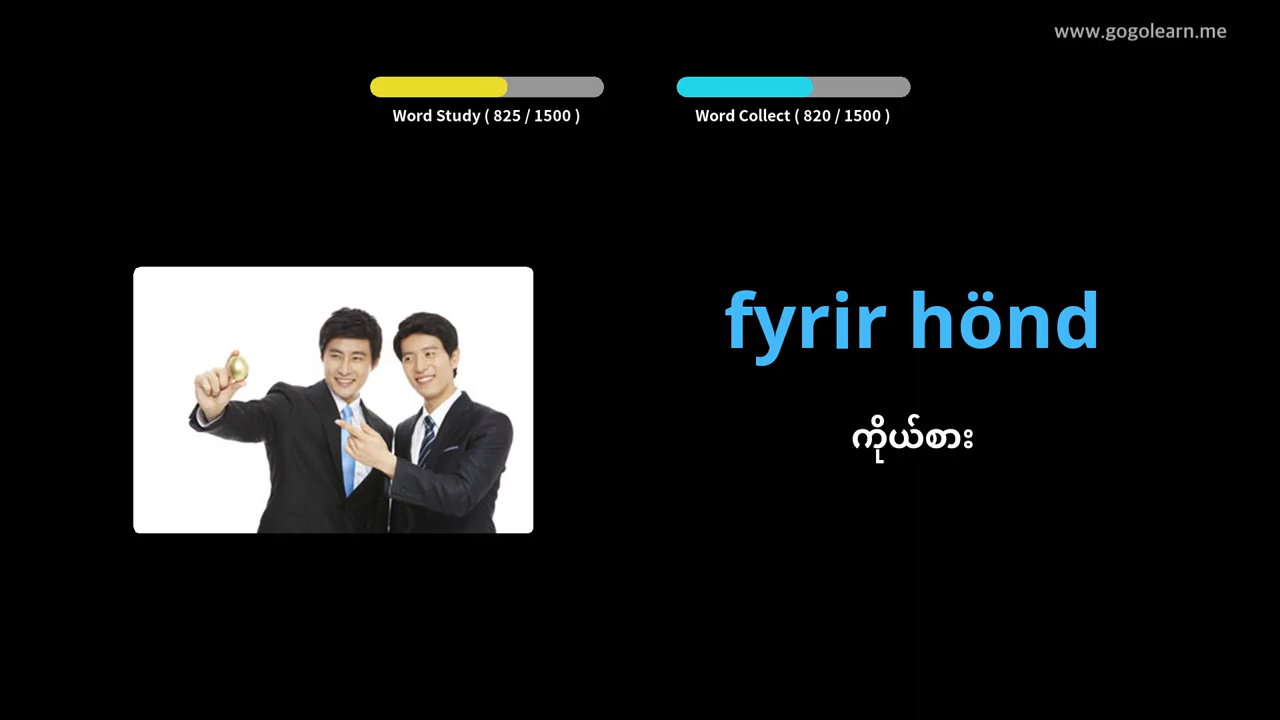 www.gogolearn.me
Word Study ( 825 / 1500 )
Word Collect ( 820 / 1500 )
fyrir hönd
ကိုယ်စား